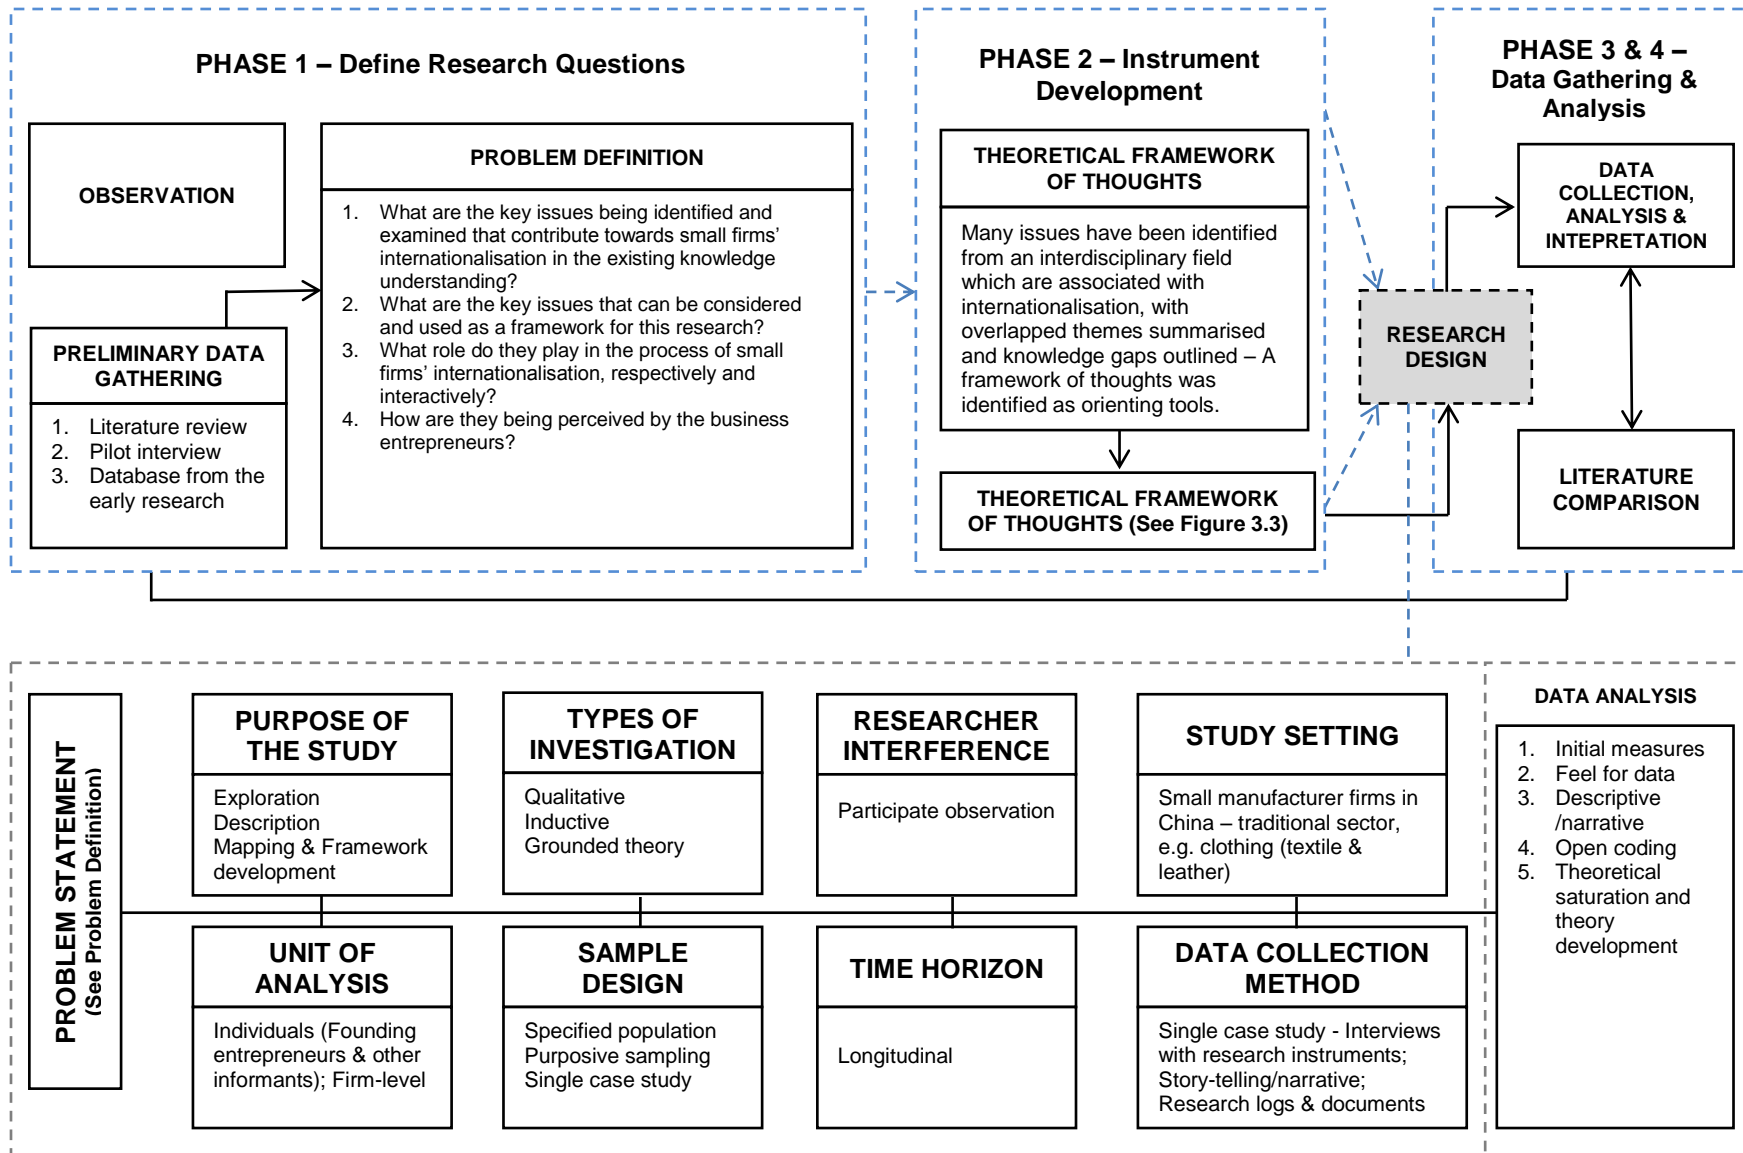 PHASE 1 – Define Research Questions
OBSERVATION
PRELIMINARY DATA
GATHERING
1. Literature review
2. Pilot interview
3. Database from the
early research
PROBLEM DEFINITION
1. What are the key issues being identified and
examined that contribute towards small firms’
internationalisation in the existing knowledge
understanding?
2. What are the key issues that can be considered
and used as a framework for this research?
3. What role do they play in the process of small
firms’ internationalisation, respectively and
interactively?
4. How are they being perceived by the business
entrepreneurs?
PHASE 2 – Instrument
Development
THEORETICAL FRAMEWORK
OF THOUGHTS
Many issues have been identified
from an interdisciplinary field
which are associated with
internationalisation, with
overlapped themes summarised
and knowledge gaps outlined – A
framework of thoughts was
identified as orienting tools.
THEORETICAL FRAMEWORK
OF THOUGHTS (See Figure 3.3)
RESEARCH
DESIGN
PHASE 3 & 4 –
Data Gathering &
Analysis
DATA
COLLECTION,
ANALYSIS &
INTEPRETATION
LITERATURE
COMPARISON
PROBLEM STATEMENT
(See Problem Definition)
PURPOSE OF
THE STUDY
Exploration
Description
Mapping & Framework
development
TYPES OF
INVESTIGATION
Qualitative
Inductive
Grounded theory
RESEARCHER
INTERFERENCE
Participate observation
STUDY SETTING
Small manufacturer firms in
China – traditional sector,
e.g. clothing (textile &
leather)
UNIT OF
ANALYSIS
Individuals (Founding
entrepreneurs & other
informants); Firm-level
SAMPLE
DESIGN
Specified population
Purposive sampling
Single case study
TIME HORIZON
Longitudinal
DATA COLLECTION
METHOD
Single case study - Interviews
with research instruments;
Story-telling/narrative;
Research logs & documents
DATA ANALYSIS
1. Initial measures
2. Feel for data
3. Descriptive
/narrative
4. Open coding
5. Theoretical
saturation and
theory
development